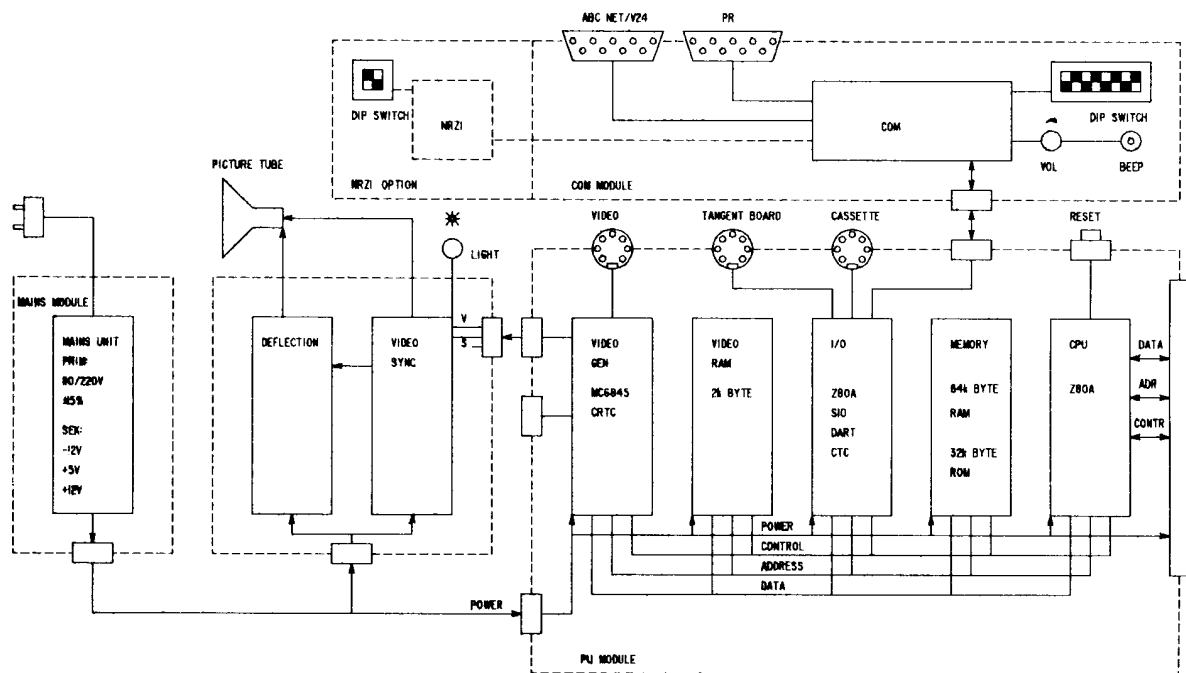 ABC NET/V24
PR
DIP SWITCH
NRZI
COM
DIP SWITCH
VOL
BEEP
PICTURE TUBE
NRZI OPTION
COM MODULE
LIGHT
VIDEO
TANGENT BOARD
CASSETTE
RESET
MAINS MODULE
MAINS UNIT
PRIM:
110/220V
±15%
SEK:
-12V
+5V
+12V
DEFLECTION
VIDEO
SYNC
V
S
VIDEO
GEN
MC6845
CRTC
VIDEO
RAM
2k BYTE
I/O
Z80A
SIO
DART
CTC
MEMORY
64k BYTE
RAM
32k BYTE
ROM
CPU
Z80A
DATA
ADR
CONTR
POWER
CONTROL
ADDRESS
DATA
POWER
PU MODULE